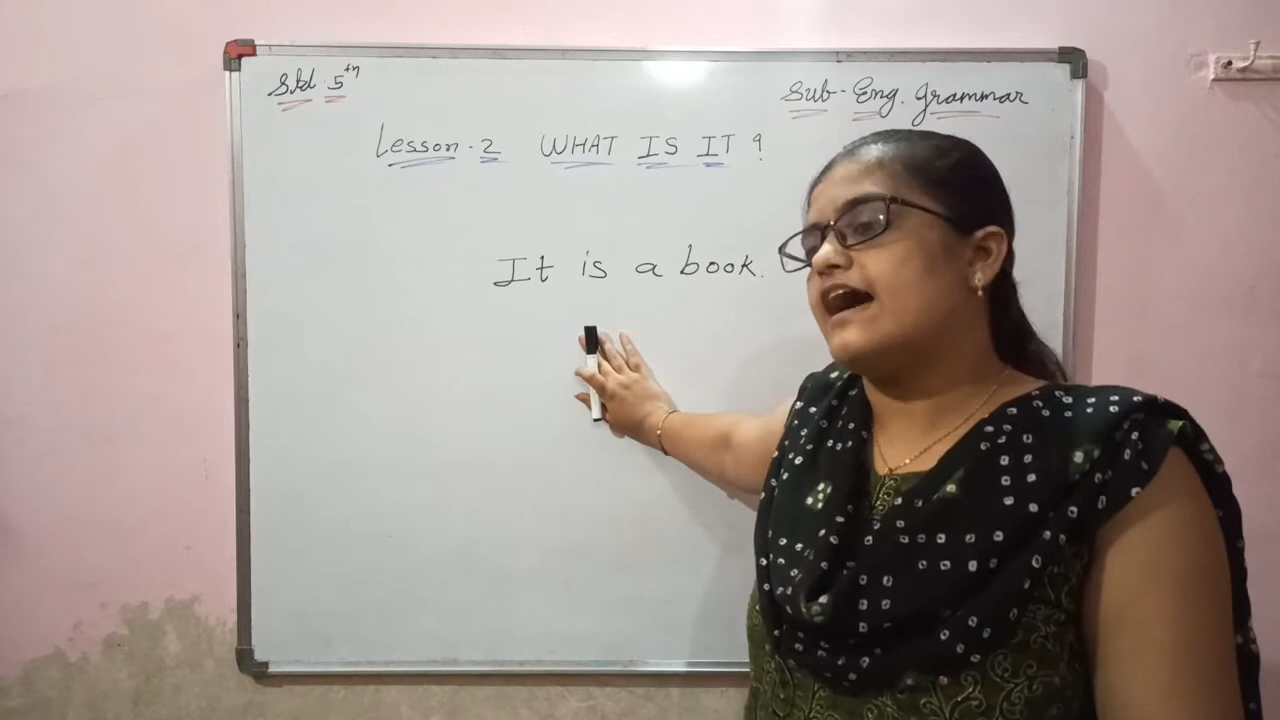 Std. 5th
Sub- Eng. Grammar
Lesson-2 WHAT IS IT ?
It is a book.